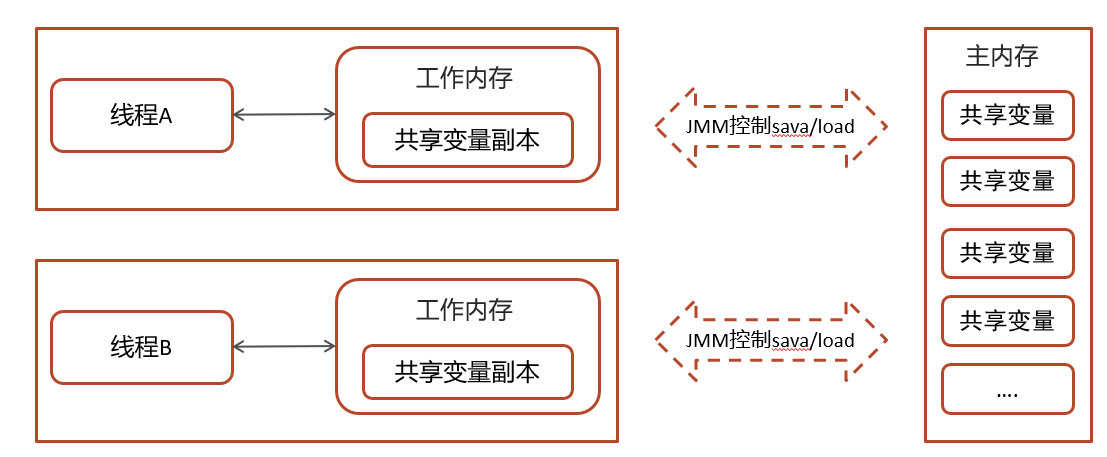 线程A
工作内存
共享变量副本
JMM控制sava/load
主内存
共享变量
共享变量
共享变量
共享变量
....
线程B
工作内存
共享变量副本
JMM控制sava/load